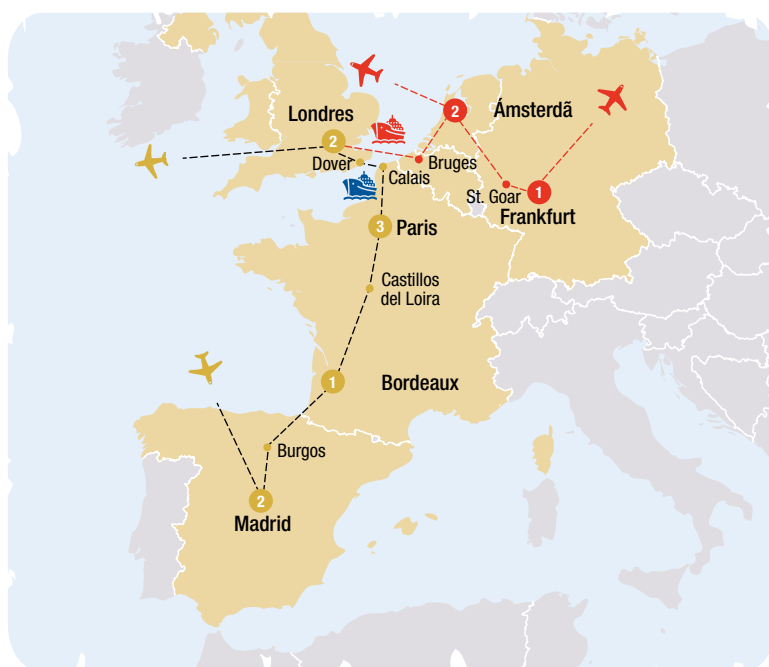 Londres
2
Dover
Calais
Bruges
2
Ámsterdã
St. Goar
1
Frankfurt
3
Paris
Castillos
del Loira
1
Bordeaux
Burgos
2
Madrid